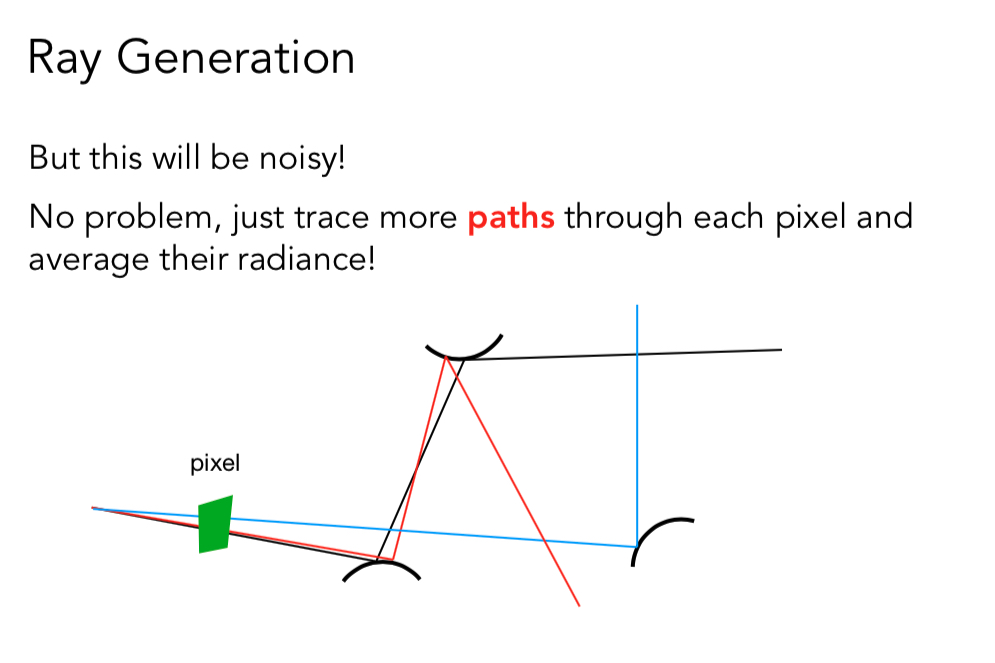 Ray Generation
But this will be noisy!
No problem, just trace more paths through each pixel and
average their radiance!
pixel